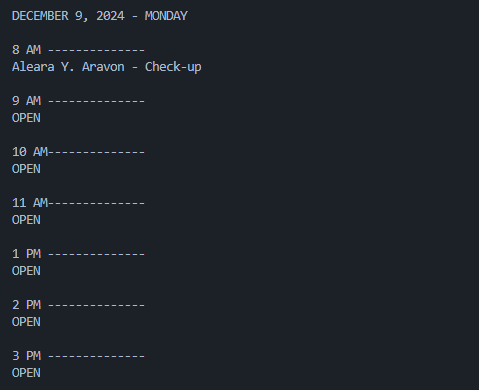 DECEMBER 9, 2024 - MONDAY
8 AM --------------
Aleara Y. Aravon - Check-up
9 AM --------------
OPEN
10 AM--------------
OPEN
11 AM--------------
OPEN
1 PM --------------
OPEN
2 PM --------------
OPEN
3 PM --------------
OPEN